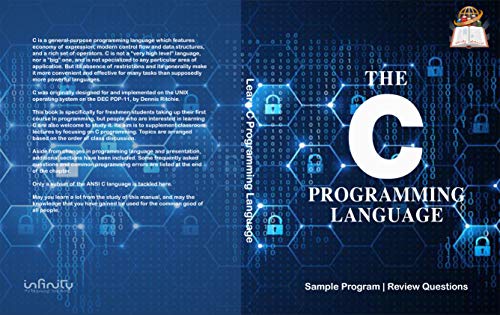 C is a general-purpose programming language which features
economy of expression, modern control flow and data structures,
and a rich set of operators. C is not a "very high level" language,
nor a "big" one, and is not specialized to any particular area of
application. But its absence of restrictions and its generality make
it more convenient and effective for many tasks than supposedly
more powerful languages.
C was originally designed for and implemented on the UNIX
operating system on the DEC PDP-11, by Dennis Ritchie.
This book is specifically for freshmen students taking up their first
course in programming, but people who are interested in learning
C are also welcome to study it. Its aim is to supplement classroom
lectures by focusing on C programming. Topics are arranged
based on the order of class discussion.
Aside from changes in programming language and presentation,
additional sections have been included. Some frequently asked
questions and common programming errors are listed at the end
of the chapter.
Only a subset of the ANSI C language is tackled here.
May you learn a lot from the study of this manual, and may the
knowledge that you have gained be used for the common good of
all people.
infinity
Learn C Programming Language
THE
C
PROGRAMMING
LANGUAGE
Sample Program | Review Questions